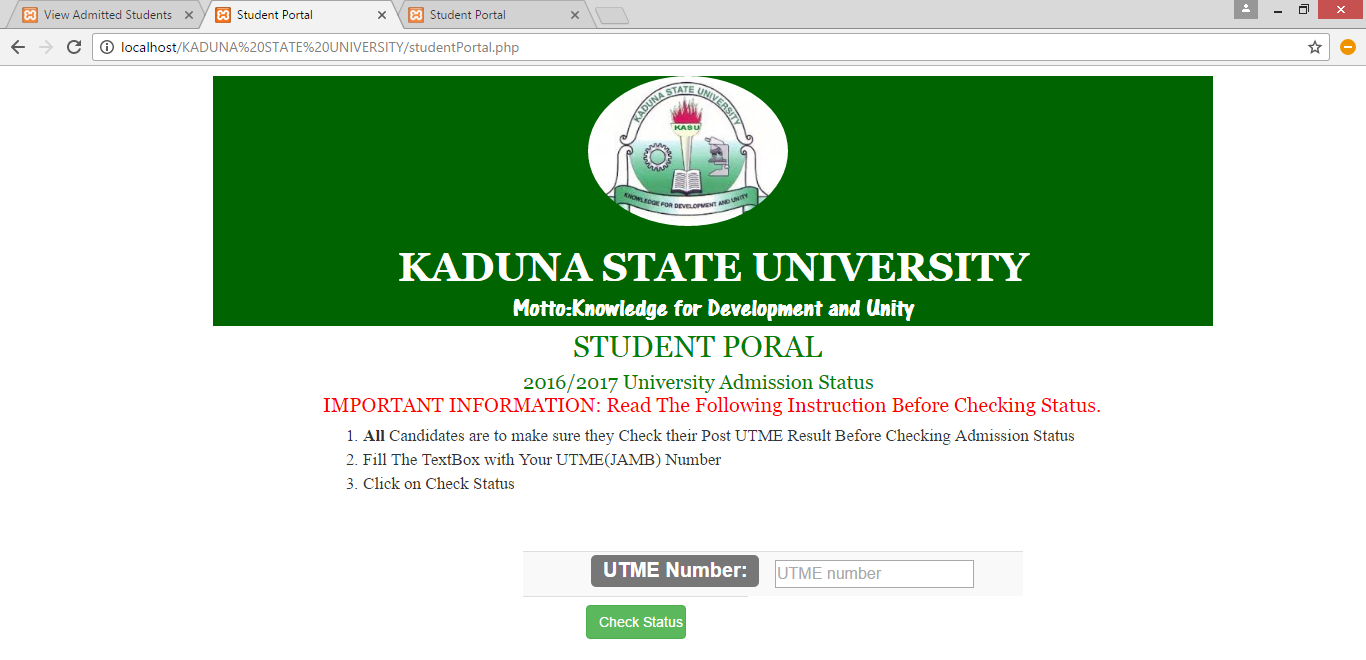 View Admitted Students
Student Portal
Student Portal
localhost/KADUNA%20STATE%20UNIVERSITY/studentPortal.php
KADUNA STATE UNIVERSITY
KASU
KNOWLEDGE FOR DEVELOPMENT AND UNITY
KADUNA STATE UNIVERSITY
Motto:Knowledge for Development and Unity
STUDENT PORAL
2016/2017 University Admission Status
IMPORTANT INFORMATION: Read The Following Instruction Before Checking Status.
1. All Candidates are to make sure they Check their Post UTME Result Before Checking Admission Status
2. Fill The TextBox with Your UTME(JAMB) Number
3. Click on Check Status
UTME Number:
UTME number
Check Status